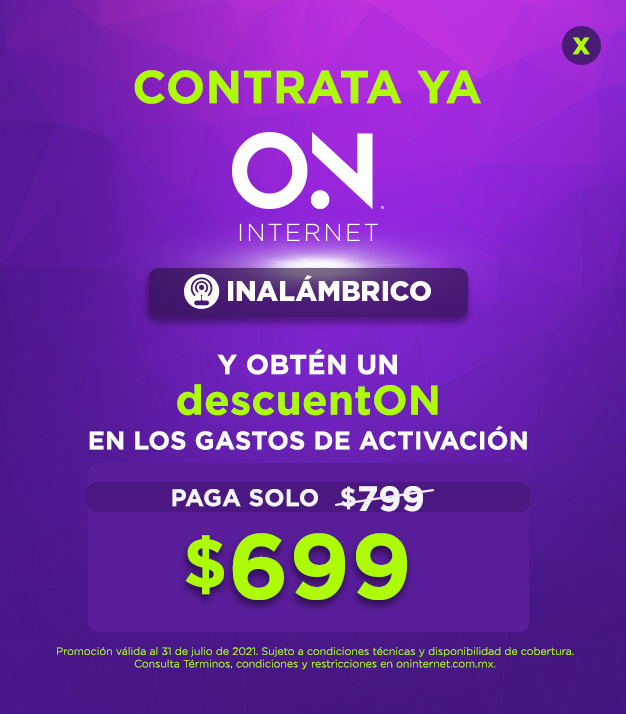 X
CONTRATA YA
ON
INTERNET
INALÁMBRICO
Y OBTÉN UN
descuentON
EN LOS GASTOS DE ACTIVACIÓN
PAGA SOLO $799
$699
Promoción válida al 31 de julio de 2021. Sujeto a condiciones técnicas y disponibilidad de cobertura.
Consulta Términos, condiciones y restricciones en oninternet.com.mx.